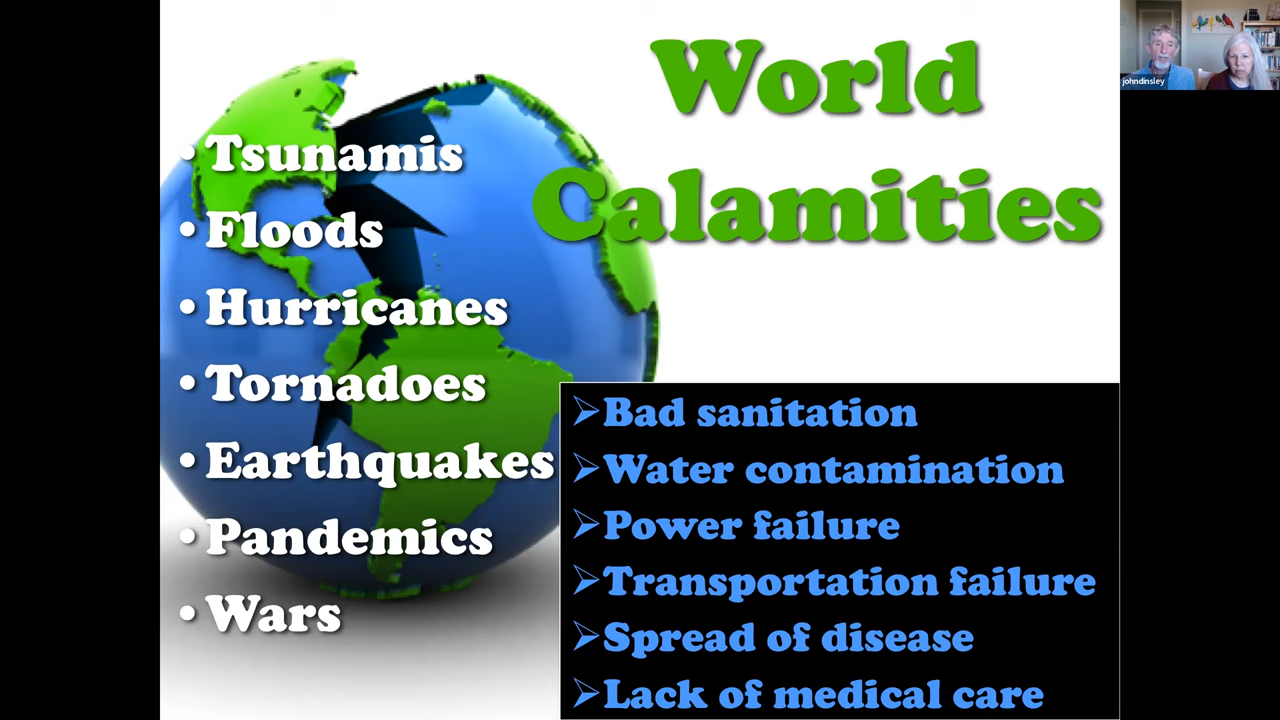 World
Calamities
• Tsunamis
• Floods
• Hurricanes
• Tornadoes
• Earthquakes
• Pandemics
• Wars
➢Bad sanitation
➢Water contamination
➢Power failure
➢Transportation failure
➢Spread of disease
➢Lack of medical care
johndinsley